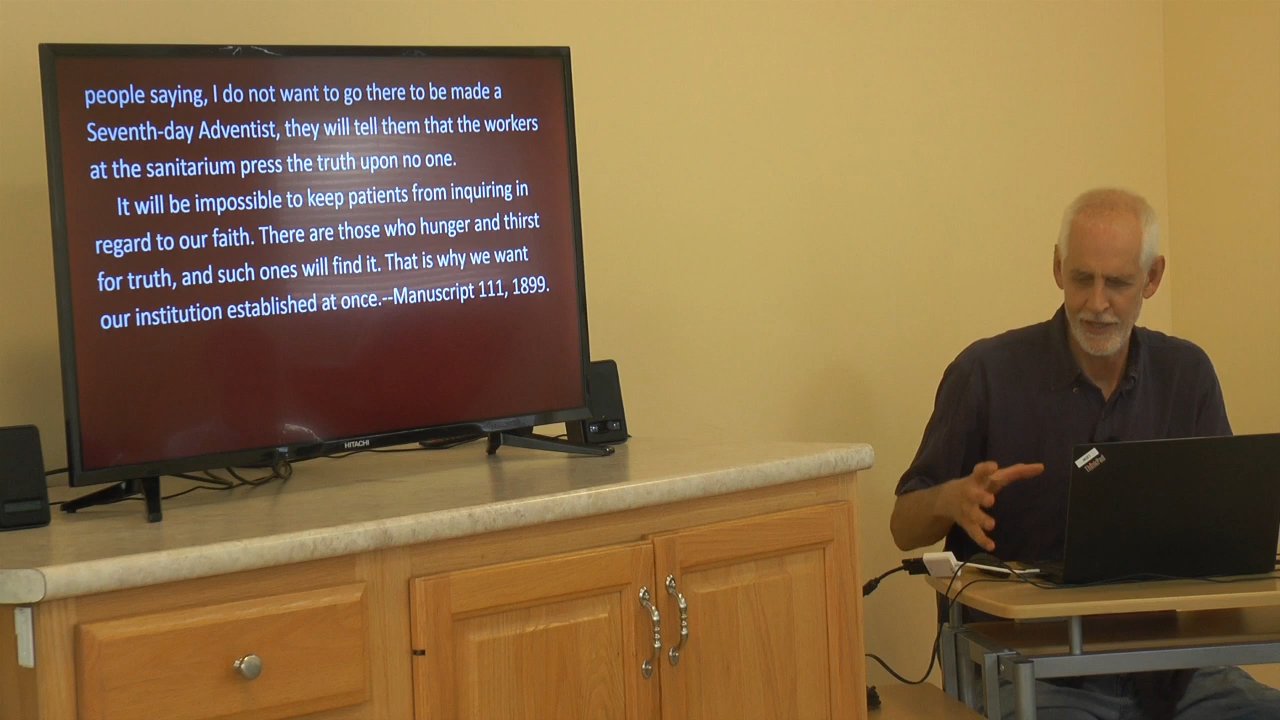 people saying, I do not want to go there to be made a
Seventh-day Adventist, they will tell them that the workers
at the sanitarium press the truth upon no one.
It will be impossible to keep patients from inquiring in
regard to our faith. There are those who hunger and thirst
for truth, and such ones will find it. That is why we want
our institution established at once.--Manuscript 111, 1899.
HITACHI
ThinkPad